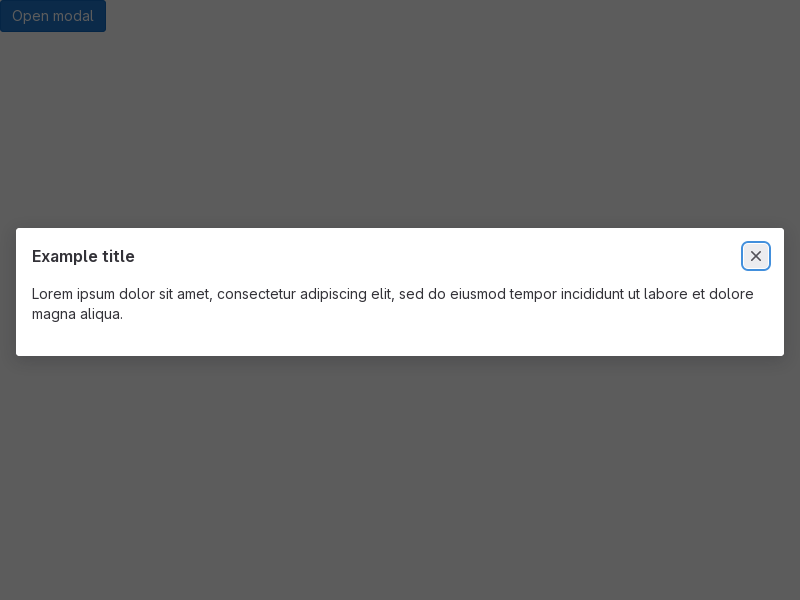 Open modal
Example title
Lorem ipsum dolor sit amet, consectetur adipiscing elit, sed do eiusmod tempor incididunt ut labore et dolore
magna aliqua.